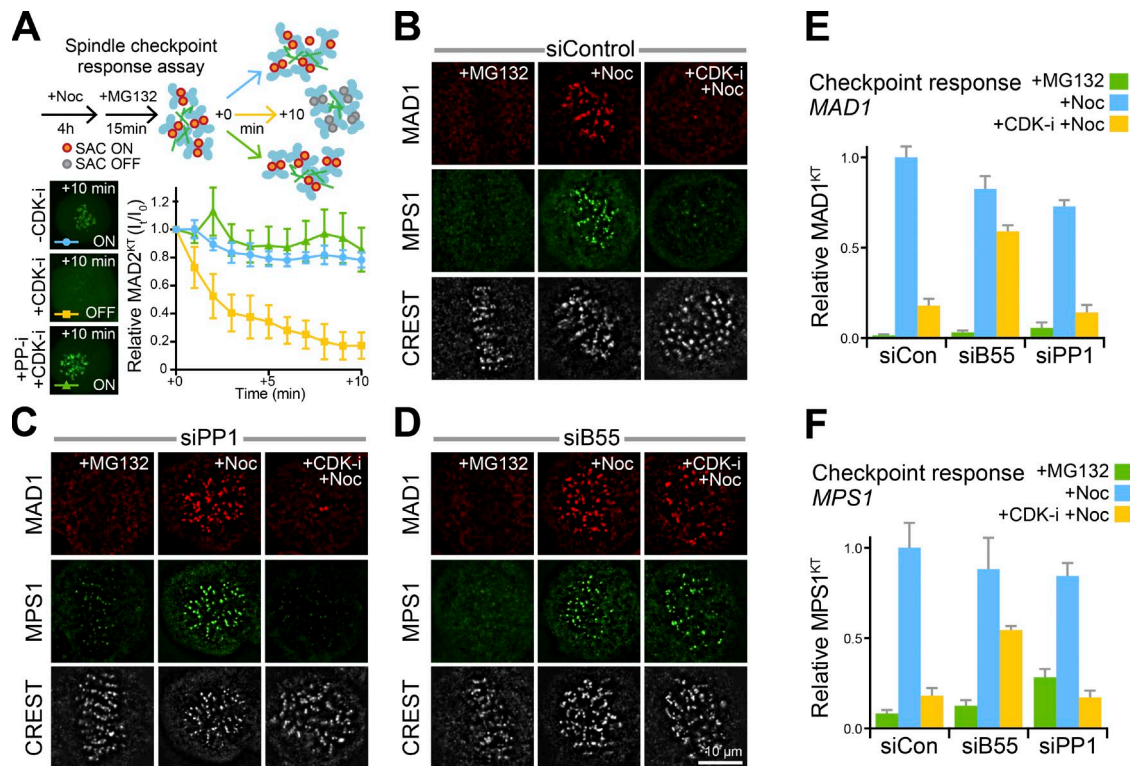 A
Spindle checkpoint
response assay
+Noc
+MG132
4h
15min
+0
min
+10
SAC ON
SAC OFF
+10 min
-CDK-i
ON
+10 min
+CDK-i
OFF
+10 min
+PP-i
+CDK-i
ON
Relative MAD2KT (It/I0)
1.4
1.2
1.0
0.8
0.6
0.4
0.2
0
+0
+5
+10
Time (min)
B
siControl
+MG132
+Noc
+CDK-i
+Noc
MAD1
MPS1
CREST
C
siPP1
+MG132
+Noc
+CDK-i
+Noc
MAD1
MPS1
CREST
D
siB55
+MG132
+Noc
+CDK-i
+Noc
MAD1
MPS1
CREST
10 µm
E
Checkpoint response
MAD1
+MG132
+Noc
+CDK-i +Noc
Relative MAD1KT
1.0
0.5
0.0
siCon
siB55
siPP1
F
Checkpoint response
MPS1
+MG132
+Noc
+CDK-i +Noc
Relative MPS1KT
1.0
0.5
0.0
siCon
siB55
siPP1